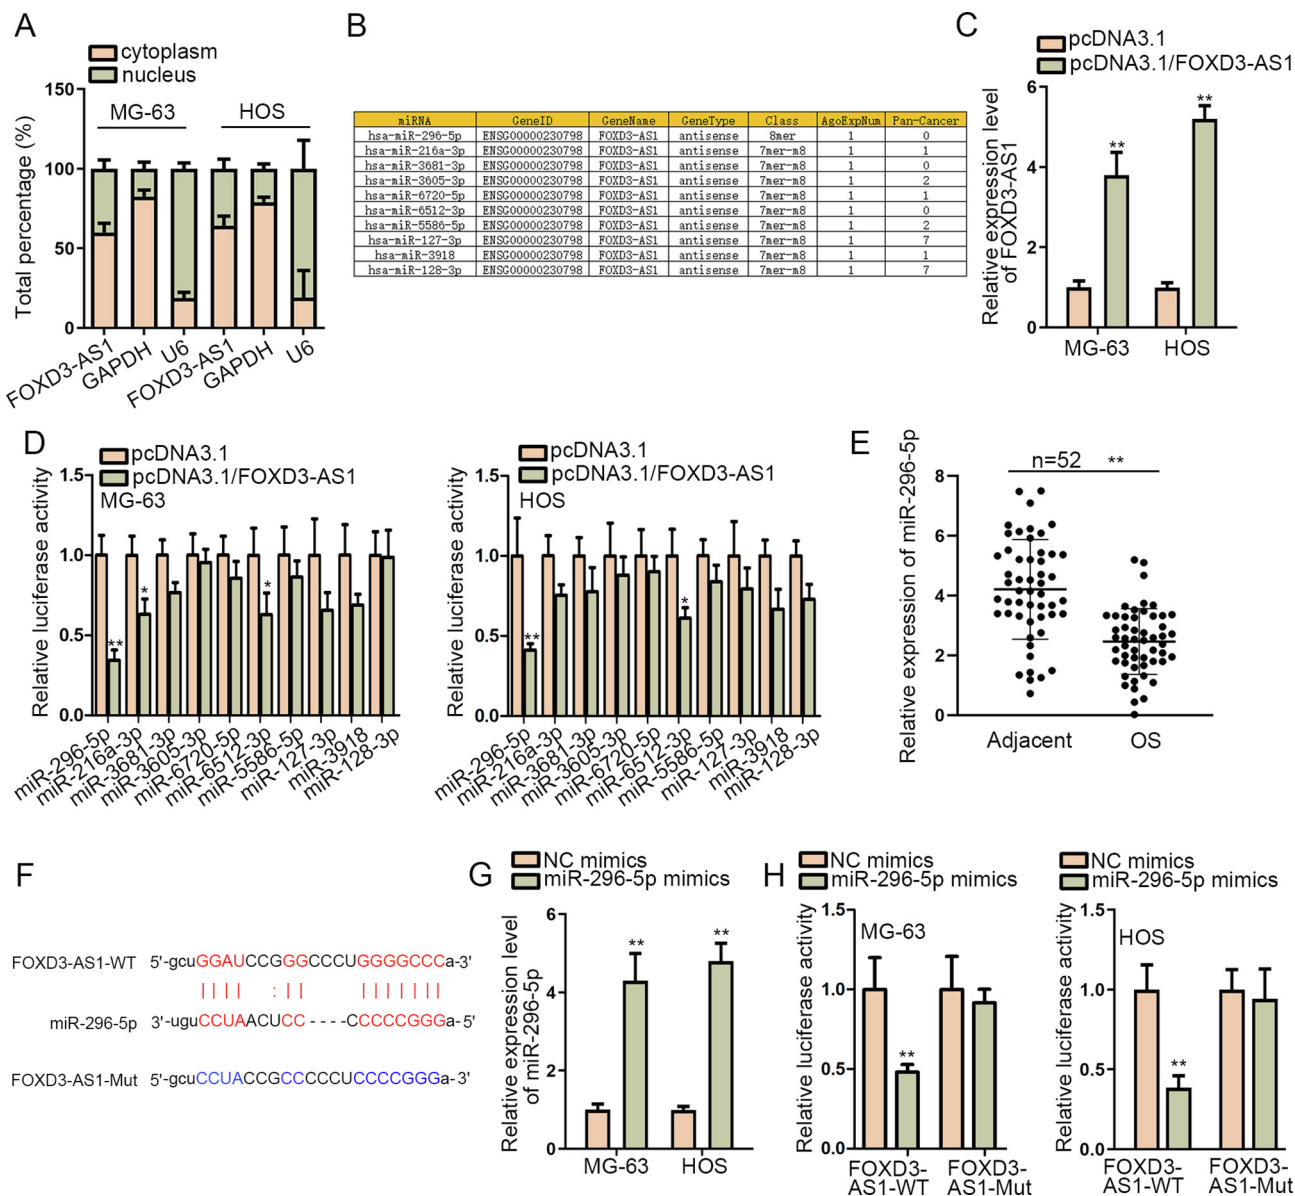 A
cytoplasm
nucleus
150
100
50
0
Total percentage (%)
MG-63
HOS
FOXD3-AS1
GAPDH
U6
FOXD3-AS1
GAPDH
U6
B
miRNA GeneID GeneName GeneType Class AgoExpNum Pan-Cancer
hsa-miR-296-5p ENSG00000230798 FOXD3-AS1 antisense 8mer 1 0
hsa-miR-216a-3p ENSG00000230798 FOXD3-AS1 antisense 7mer-m8 1 1
hsa-miR-3681-3p ENSG00000230798 FOXD3-AS1 antisense 7mer-m8 1 0
hsa-miR-3605-3p ENSG00000230798 FOXD3-AS1 antisense 7mer-m8 1 2
hsa-miR-6720-5p ENSG00000230798 FOXD3-AS1 antisense 7mer-m8 1 1
hsa-miR-6512-3p ENSG00000230798 FOXD3-AS1 antisense 7mer-m8 1 0
hsa-miR-5586-5p ENSG00000230798 FOXD3-AS1 antisense 7mer-m8 1 2
hsa-miR-127-3p ENSG00000230798 FOXD3-AS1 antisense 7mer-m8 1 7
hsa-miR-3918 ENSG00000230798 FOXD3-AS1 antisense 7mer-m8 1 1
hsa-miR-128-3p ENSG00000230798 FOXD3-AS1 antisense 7mer-m8 1 7
C
pcDNA3.1
pcDNA3.1/FOXD3-AS1
Relative expression level
of FOXD3-AS1
6
4
2
0
**
**
MG-63
HOS
D
pcDNA3.1
pcDNA3.1/FOXD3-AS1
MG-63
Relative luciferase activity
1.5
1.0
0.5
0.0
**
*
*
miR-296-5p
miR-216a-3p
miR-3681-3p
miR-3605-3p
miR-6720-5p
miR-6512-3p
miR-5586-5p
miR-127-3p
miR-3918
miR-128-3p
pcDNA3.1
pcDNA3.1/FOXD3-AS1
HOS
Relative luciferase activity
1.5
1.0
0.5
0.0
**
*
miR-296-5p
miR-216a-3p
miR-3681-3p
miR-3605-3p
miR-6720-5p
miR-6512-3p
miR-5586-5p
miR-127-3p
miR-3918
miR-128-3p
E
Relative expression of miR-296-5p
n=52 **
8
6
4
2
0
Adjacent
OS
F
FOXD3-AS1-WT 5'-gcuGGAUCCGGGCCCUGGGGCCCa-3'
| | | | : | | | | | | | | |
miR-296-5p 3'-uguCCUAACUCC----CCCCCGGGa-5'
FOXD3-AS1-Mut 5'-gcuCCUACCGCCCCCUCCCCGGGa-3'
G
NC mimics
miR-296-5p mimics
Relative expression level
of miR-296-5p
6
4
2
0
**
**
MG-63
HOS
H
NC mimics
miR-296-5p mimics
MG-63
Relative luciferase activity
1.5
1.0
0.5
0.0
**
FOXD3-
AS1-WT
FOXD3-
AS1-Mut
NC mimics
miR-296-5p mimics
HOS
Relative luciferase activity
1.5
1.0
0.5
0.0
**
FOXD3-
AS1-WT
FOXD3-
AS1-Mut